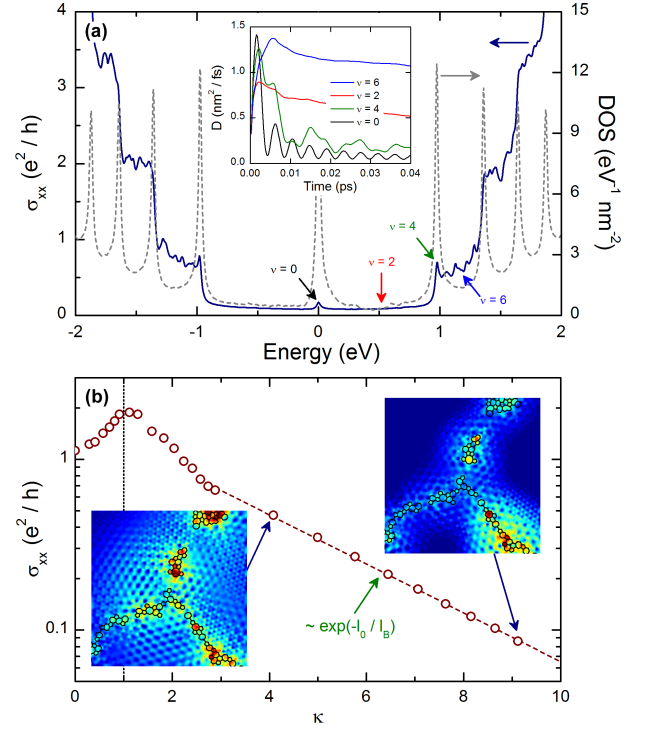 (a)
σxx (e² / h)
4
3
2
1
0
15
12
9
6
3
0
DOS (eV⁻¹ nm⁻²)
D (nm² / fs)
1.5
1.0
0.5
0.0
ν = 6
ν = 2
ν = 4
ν = 0
0.00 0.01 0.02 0.03 0.04
Time (ps)
ν = 4
ν = 0
ν = 2
ν = 6
-2 -1 0 1 2
Energy (eV)
(b)
σxx (e² / h)
1
0.1
~ exp(-l₀ / lB)
0 2 4 6 8 10
κ